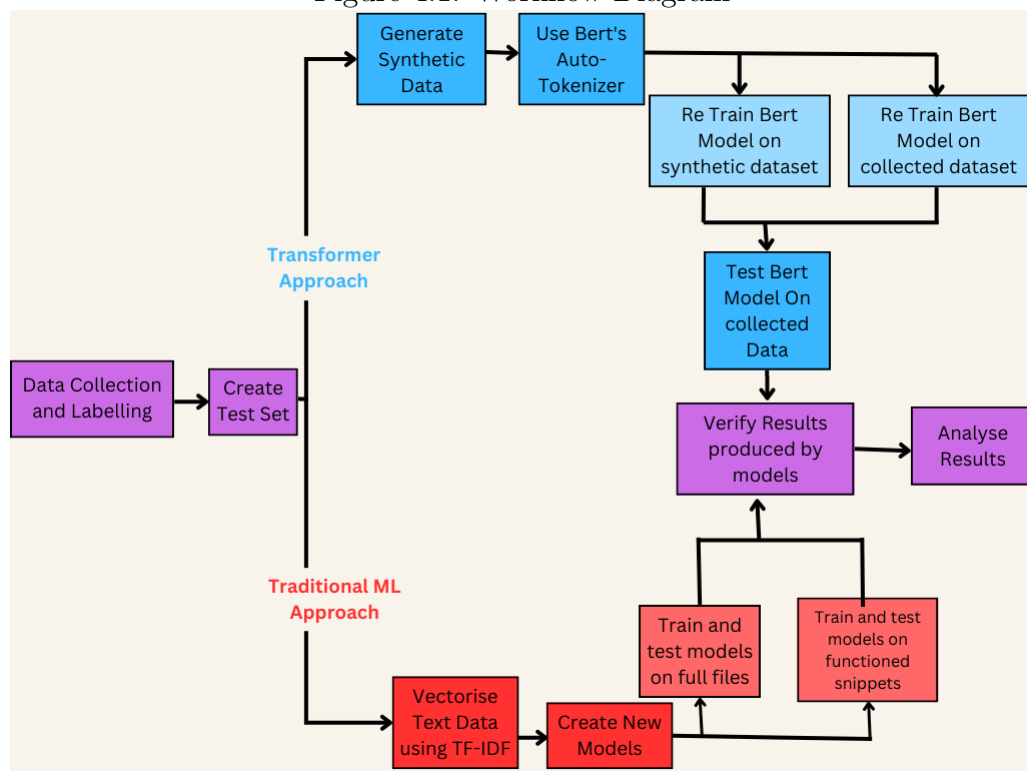 Generate
Synthetic
Data
Use Bert's
Auto-
Tokenizer
Re Train Bert
Model on
synthetic dataset
Re Train Bert
Model on
collected dataset
Transformer
Approach
Test Bert
Model On
collected
Data
Data Collection
and Labelling
Create
Test Set
Verify Results
produced by
models
Analyse
Results
Traditional ML
Approach
Train and
test models
on full files
Train and test
models on
functioned
snippets
Vectorise
Text Data
using TF-IDF
Create New
Models